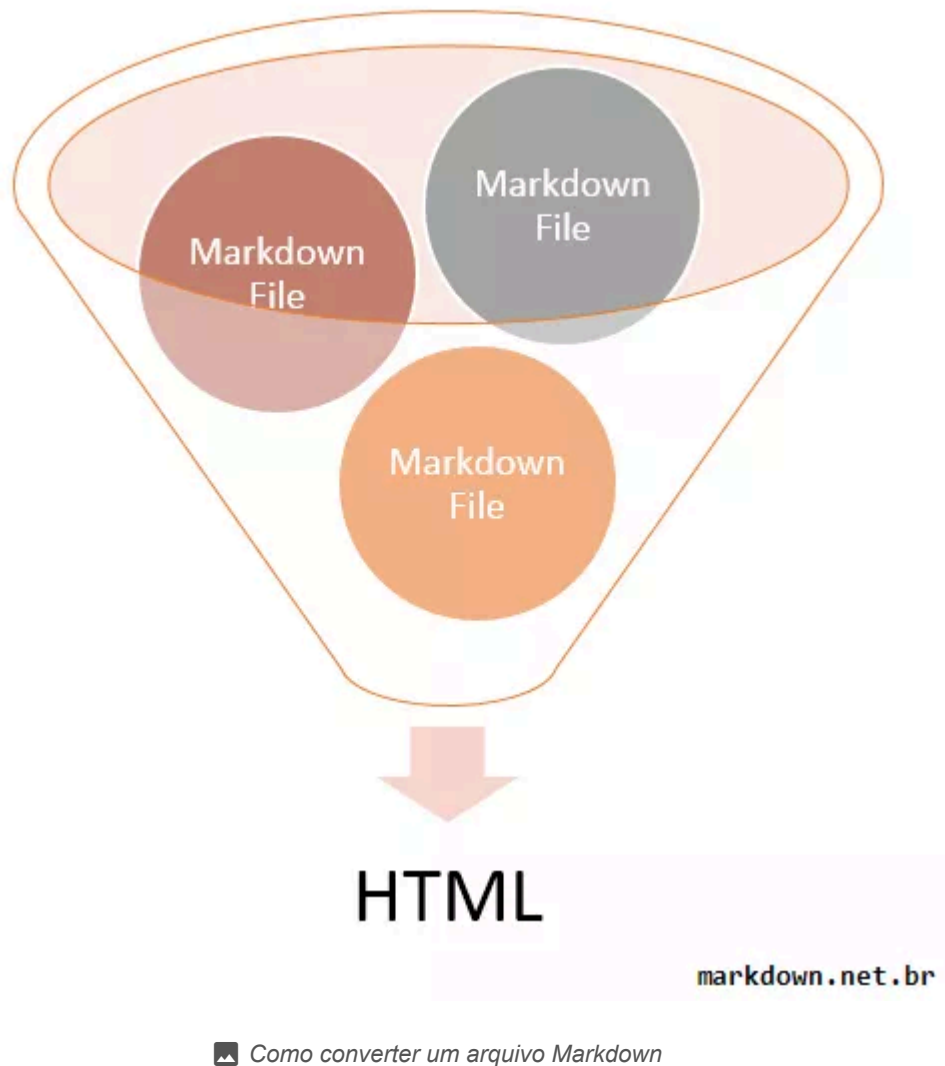 Markdown
File
Markdown
File
Markdown
File
HTML
markdown.net.br
Como converter um arquivo Markdown